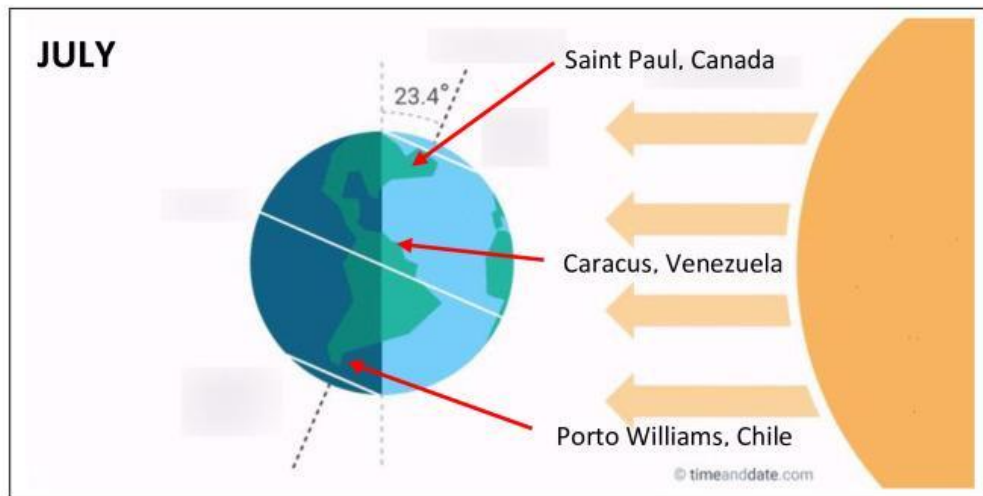 JULY
Saint Paul, Canada
23.4°
Caracus, Venezuela
Porto Williams, Chile
© timeanddate.com